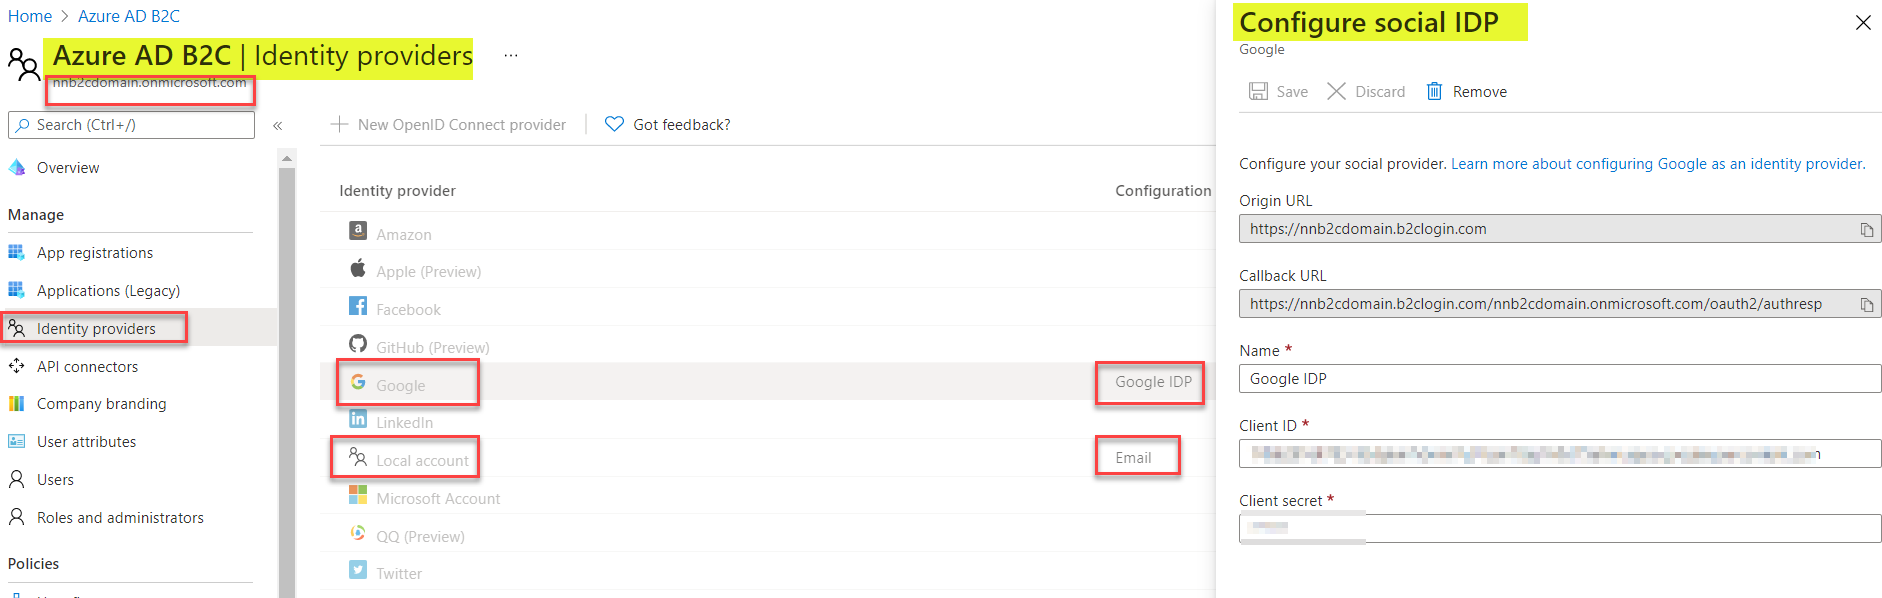 Home > Azure AD B2C
Azure AD B2C | Identity providers ...
nnb2cdomain.onmicrosoft.com
Search (Ctrl+/)
«
Overview
Manage
App registrations
Applications (Legacy)
Identity providers
API connectors
Company branding
User attributes
Users
Roles and administrators
Policies
New OpenID Connect provider
Got feedback?
Identity provider Configuration
Amazon
Apple (Preview)
Facebook
GitHub (Preview)
Google Google IDP
LinkedIn
Local account Email
Microsoft Account
QQ (Preview)
Twitter
Configure social IDP
Google
Save Discard Remove
Configure your social provider. Learn more about configuring Google as an identity provider.
Origin URL
https://nnb2cdomain.b2clogin.com
Callback URL
https://nnb2cdomain.b2clogin.com/nnb2cdomain.onmicrosoft.com/oauth2/authresp
Name *
Google IDP
Client ID *
Client secret *